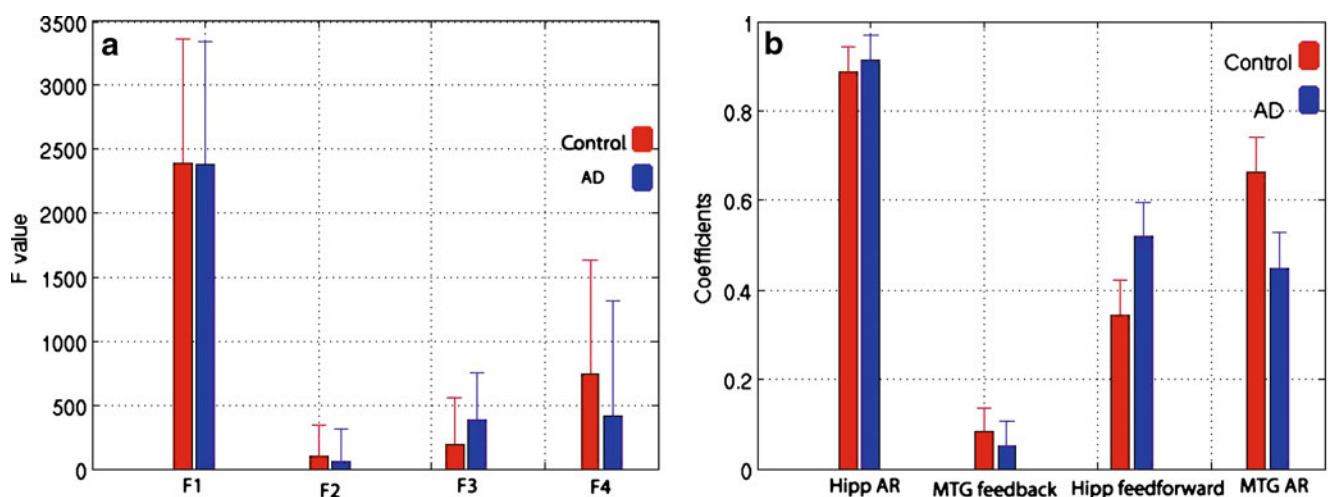 a
3500
3000
2500
2000
1500
1000
500
0
F value
Control
AD
F1
F2
F3
F4
b
1
0.8
0.6
0.4
0.2
0
Coefficients
Control
AD
Hipp AR
MTG feedback
Hipp feedforward
MTG AR